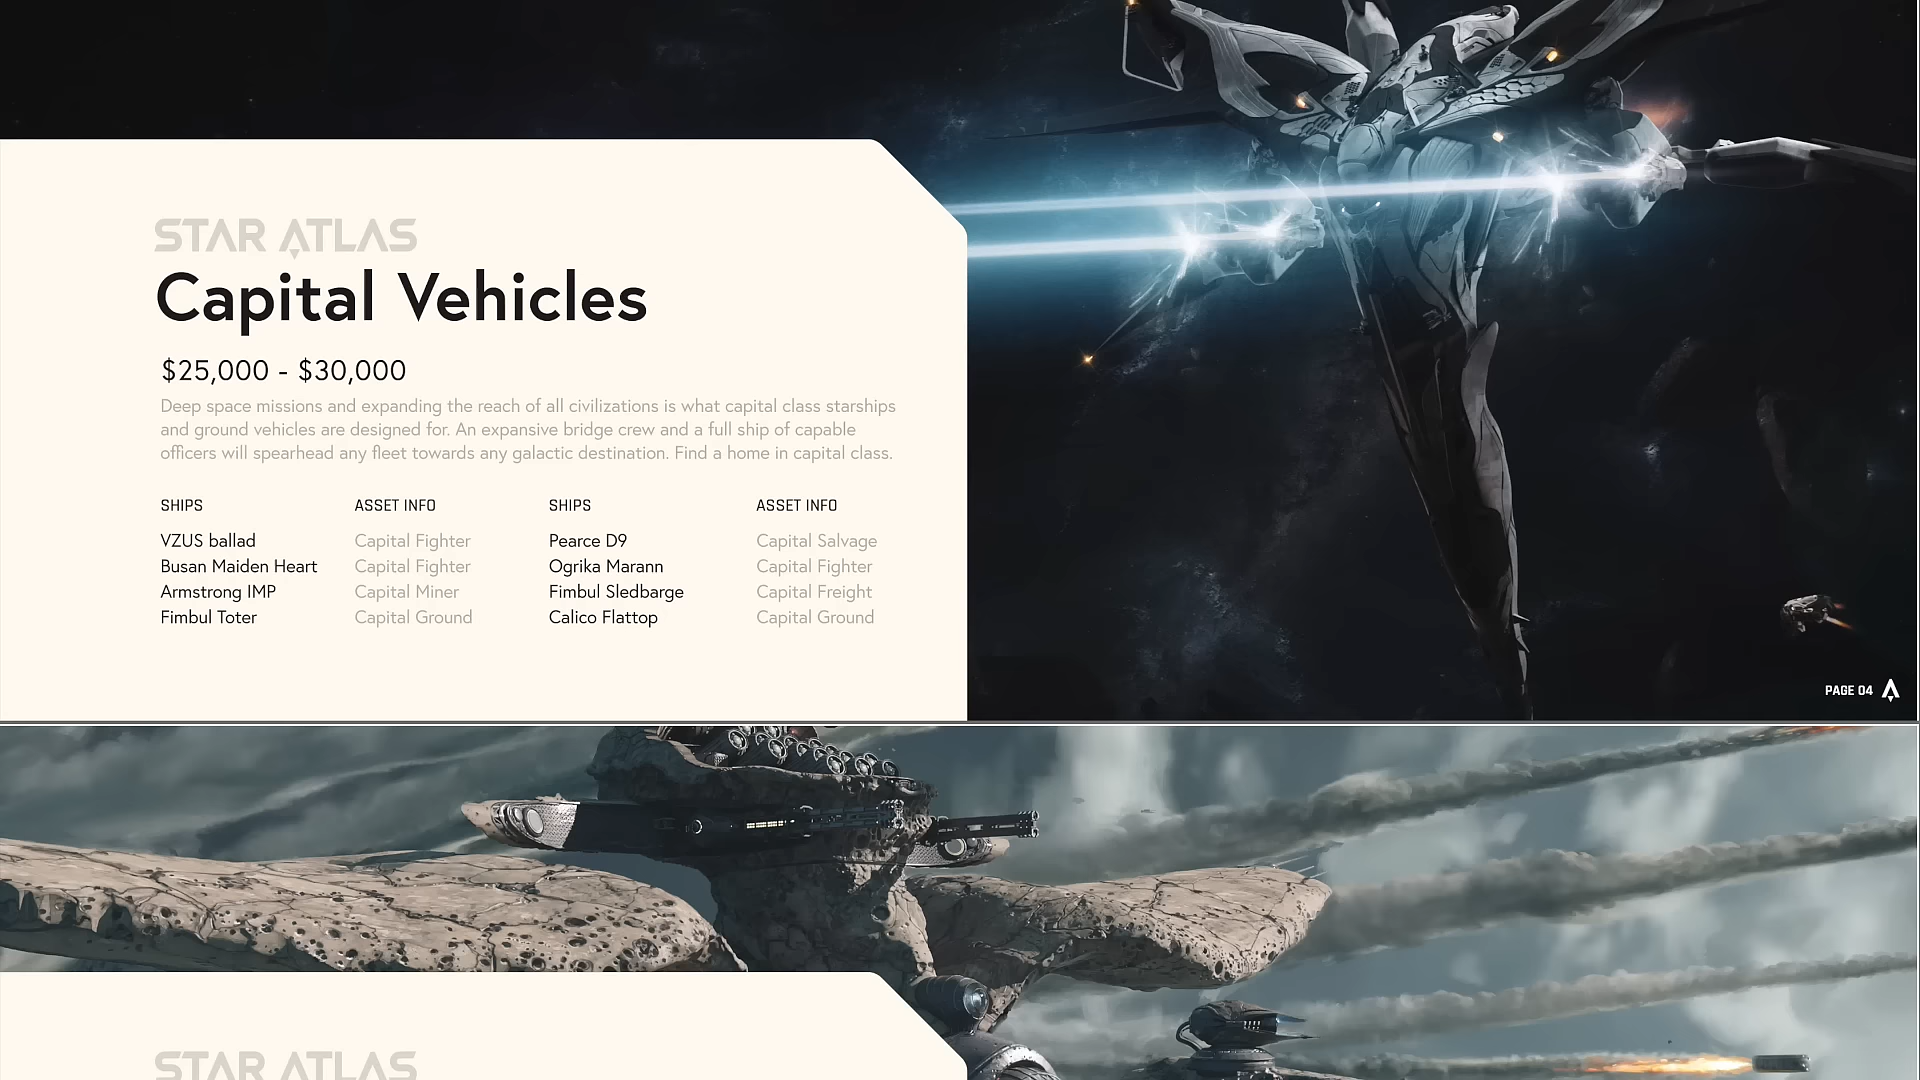 STAR ATLAS
Capital Vehicles
$25,000 - $30,000
Deep space missions and expanding the reach of all civilizations is what capital class starships
and ground vehicles are designed for. An expansive bridge crew and a full ship of capable
officers will spearhead any fleet towards any galactic destination. Find a home in capital class.
SHIPS ASSET INFO SHIPS ASSET INFO
VZUS ballad Capital Fighter Pearce D9 Capital Salvage
Busan Maiden Heart Capital Fighter Ogrika Marann Capital Fighter
Armstrong IMP Capital Miner Fimbul Sledbarge Capital Freight
Fimbul Toter Capital Ground Calico Flattop Capital Ground
PAGE 04
STAR ATLAS